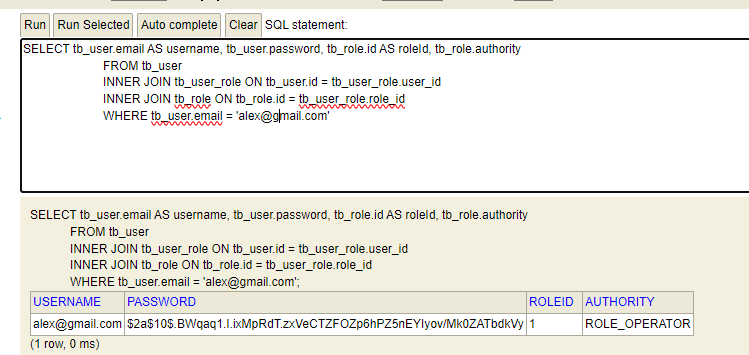 Run Run Selected Auto complete Clear SQL statement:
SELECT tb_user.email AS username, tb_user.password, tb_role.id AS roleId, tb_role.authority
FROM tb_user
INNER JOIN tb_user_role ON tb_user.id = tb_user_role.user_id
INNER JOIN tb_role ON tb_role.id = tb_user_role.role_id
WHERE tb_user.email = 'alex@gmail.com'
SELECT tb_user.email AS username, tb_user.password, tb_role.id AS roleId, tb_role.authority
FROM tb_user
INNER JOIN tb_user_role ON tb_user.id = tb_user_role.user_id
INNER JOIN tb_role ON tb_role.id = tb_user_role.role_id
WHERE tb_user.email = 'alex@gmail.com';
USERNAME PASSWORD ROLEID AUTHORITY
alex@gmail.com $2a$10$.BWqaq1.l.ixMpRdT.zxVeCTZFOZp6hPZ5nEYIyov/Mk0ZATbdkVy 1 ROLE_OPERATOR
(1 row, 0 ms)